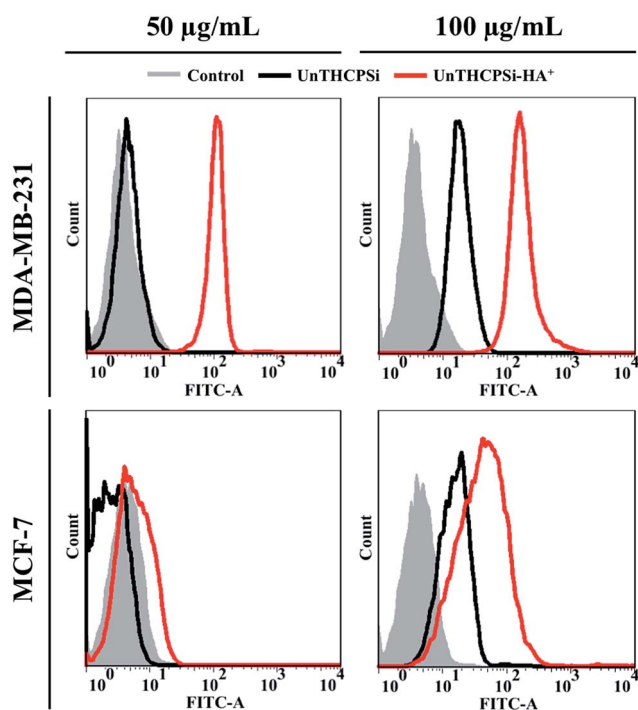 50 µg/mL 100 µg/mL
Control UnTHCPSi UnTHCPSi-HA⁺
MDA-MB-231
Count Count
10⁰ 10¹ 10² 10³ 10⁴ 10⁰ 10¹ 10² 10³ 10⁴
FITC-A FITC-A
MCF-7
Count Count
10⁰ 10¹ 10² 10³ 10⁴ 10⁰ 10¹ 10² 10³ 10⁴
FITC-A FITC-A